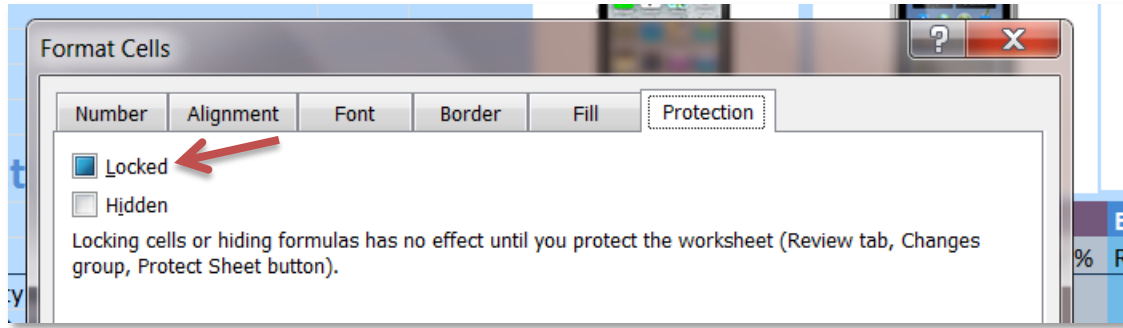 Format Cells
Number Alignment Font Border Fill Protection
Locked
Hidden
Locking cells or hiding formulas has no effect until you protect the worksheet (Review tab, Changes
group, Protect Sheet button).
t
y
% R